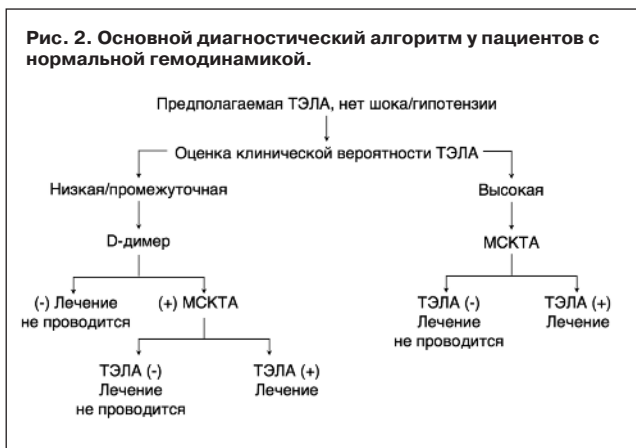 Рис. 2. Основной диагностический алгоритм у пациентов с
нормальной гемодинамикой.
Предполагаемая ТЭЛА, нет шока/гипотензии
Оценка клинической вероятности ТЭЛА
Низкая/промежуточная
Высокая
D-димер
МСКТА
(-) Лечение
не проводится
(+) МСКТА
ТЭЛА (-)
Лечение
не проводится
ТЭЛА (+)
Лечение
ТЭЛА (-)
Лечение
не проводится
ТЭЛА (+)
Лечение